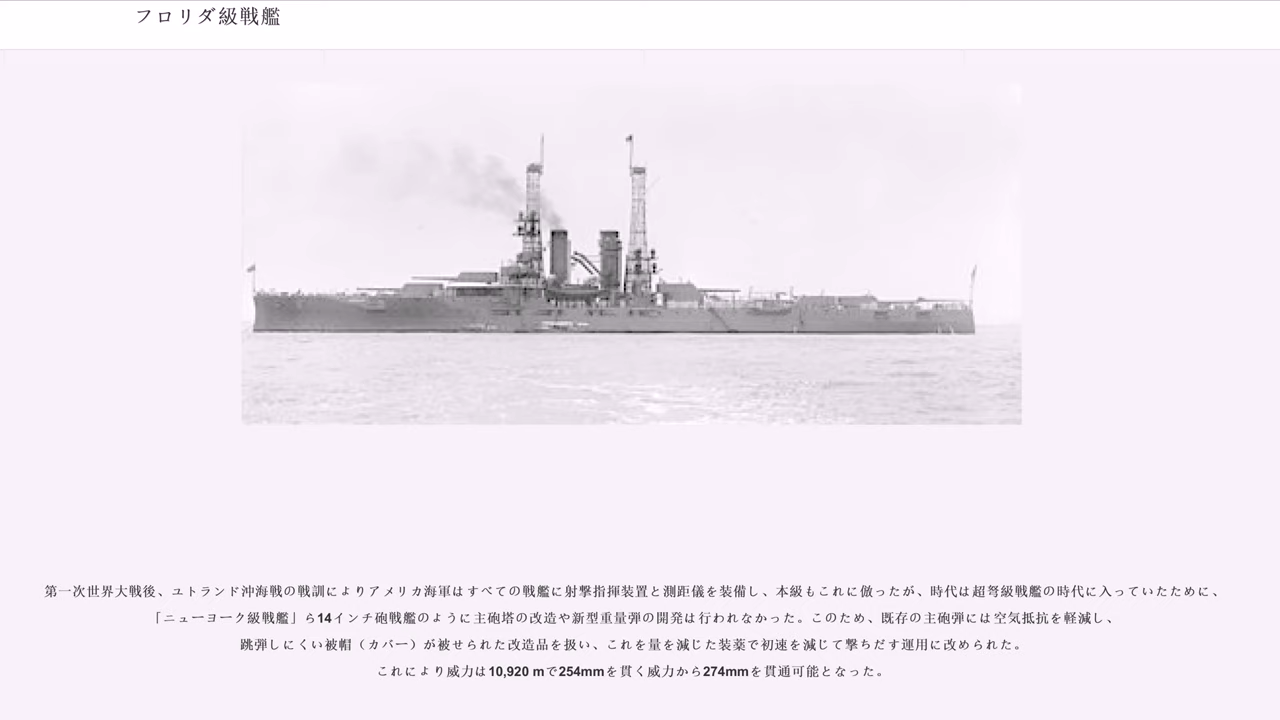 フロリダ級戦艦
第一次世界大戦後、ユトランド沖海戦の戦訓によりアメリカ海軍はすべての戦艦に射撃指揮装置と測距儀を装備し、本級もこれに倣ったが、時代は超弩級戦艦の時代に入っていたために、
「ニューヨーク級戦艦」ら14インチ砲戦艦のように主砲塔の改造や新型重量弾の開発は行われなかった。このため、既存の主砲弾には空気抵抗を軽減し、
跳弾しにくい被帽（カバー）が被せられた改造品を扱い、これを量を減じた装薬で初速を減じて撃ちだす運用に改められた。
これにより威力は10,920 mで254mmを貫く威力から274mmを貫通可能となった。